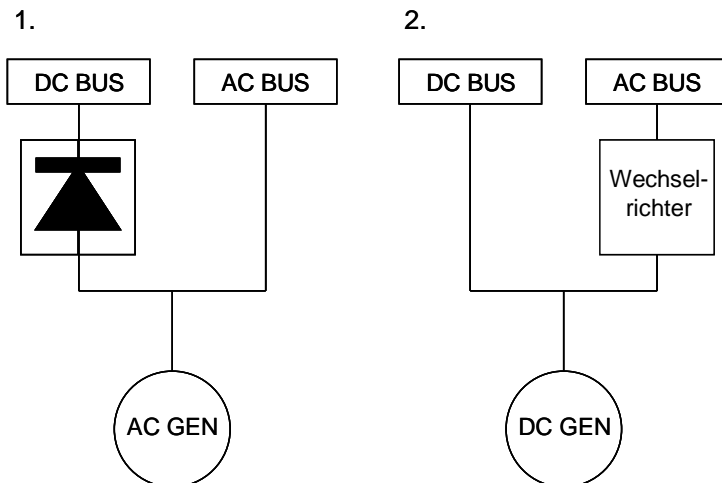 1.
2.
DC BUS
AC BUS
DC BUS
AC BUS
Wechsel-
richter
AC GEN
DC GEN